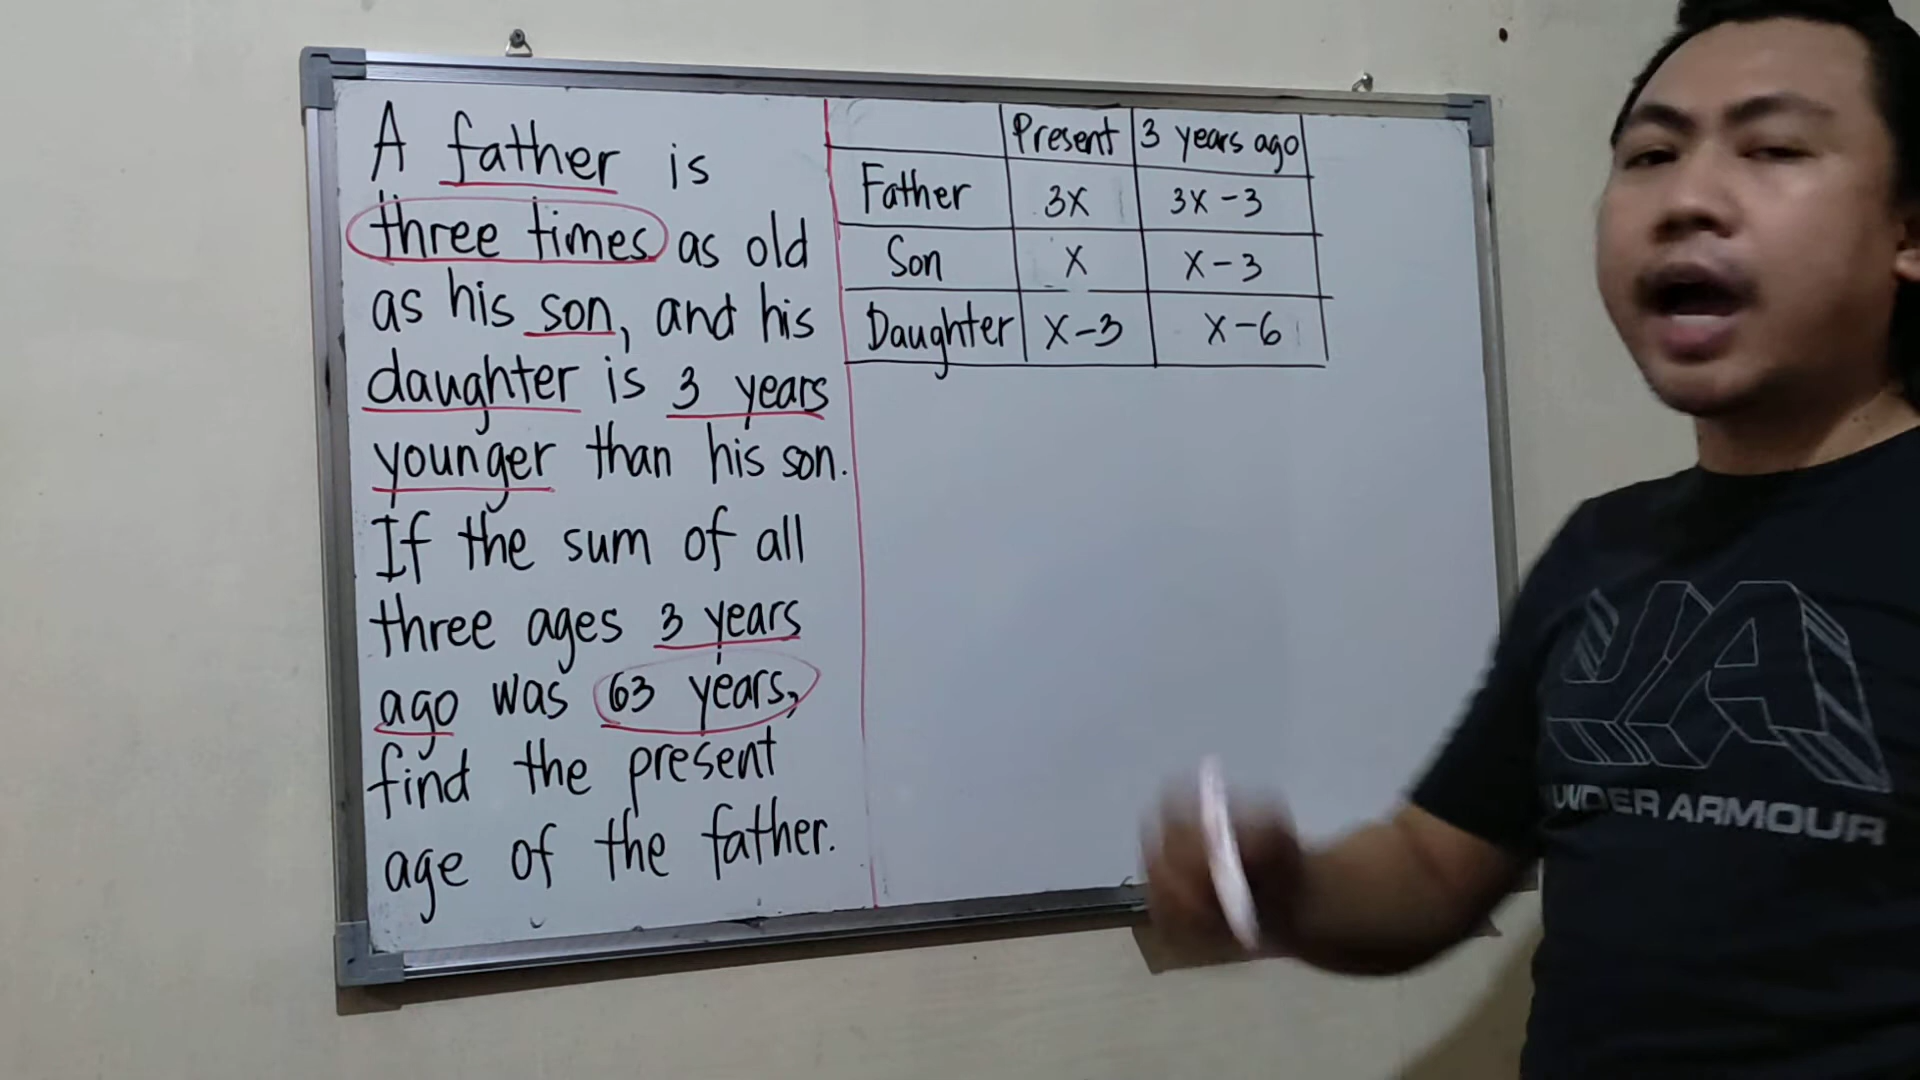 A father is
three times as old
as his son, and his
daughter is 3 years
younger than his son.
If the sum of all
three ages 3 years
ago was 63 years,
find the present
age of the father.
Present 3 years ago
Father 3x 3x-3
Son x x-3
Daughter x-3 x-6
UNDER ARMOUR